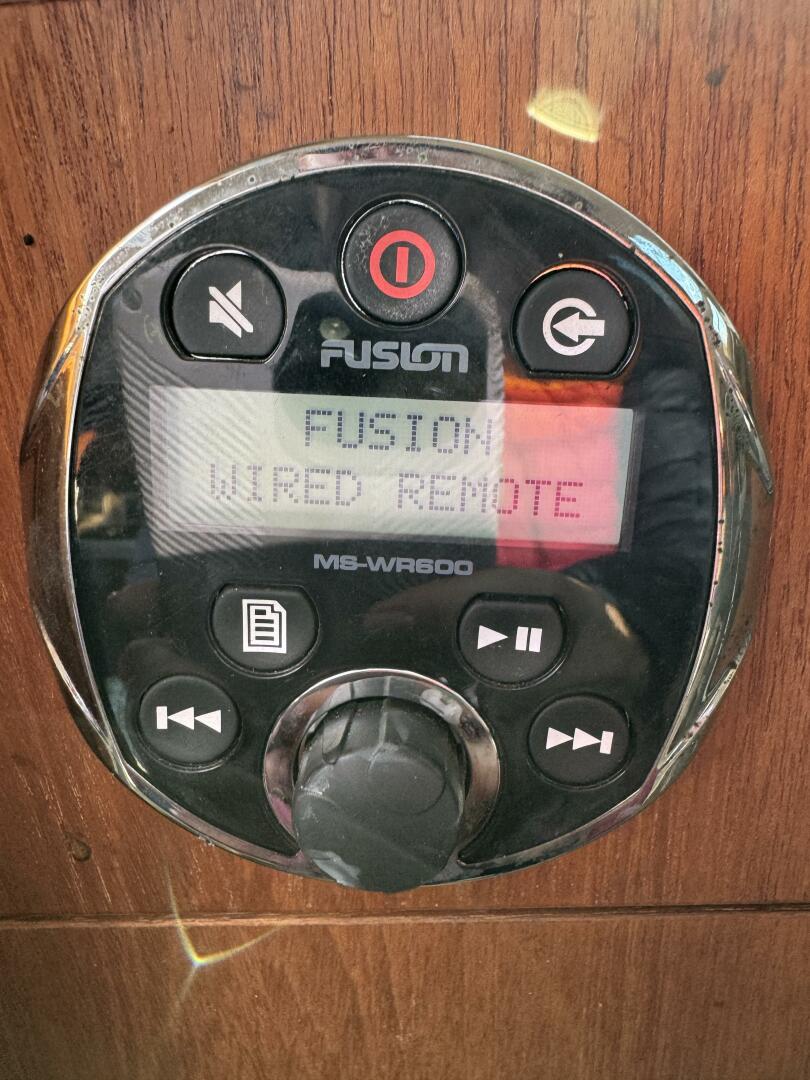 FUSION
FUSION
WIRED REMOTE
MS-WR600